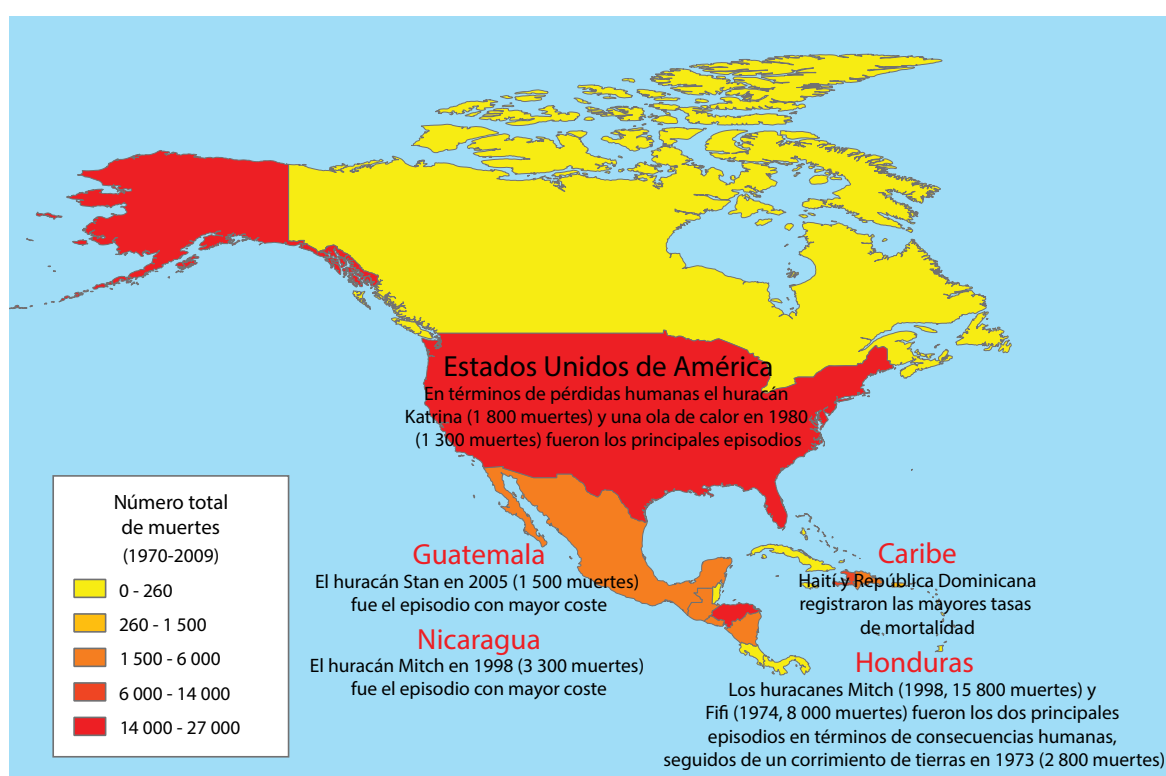 Estados Unidos de América
En términos de pérdidas humanas el huracán
Katrina (1 800 muertes) y una ola de calor en 1980
(1 300 muertes) fueron los principales episodios
Número total
de muertes
(1970-2009)
0 - 260
260 - 1 500
1 500 - 6 000
6 000 - 14 000
14 000 - 27 000
Guatemala
El huracán Stan en 2005 (1 500 muertes)
fue el episodio con mayor coste
Nicaragua
El huracán Mitch en 1998 (3 300 muertes)
fue el episodio con mayor coste
Caribe
Haití y República Dominicana
registraron las mayores tasas
de mortalidad
Honduras
Los huracanes Mitch (1998, 15 800 muertes) y
Fifi (1974, 8 000 muertes) fueron los dos principales
episodios en términos de consecuencias humanas,
seguidos de un corrimiento de tierras en 1973 (2 800 muertes)